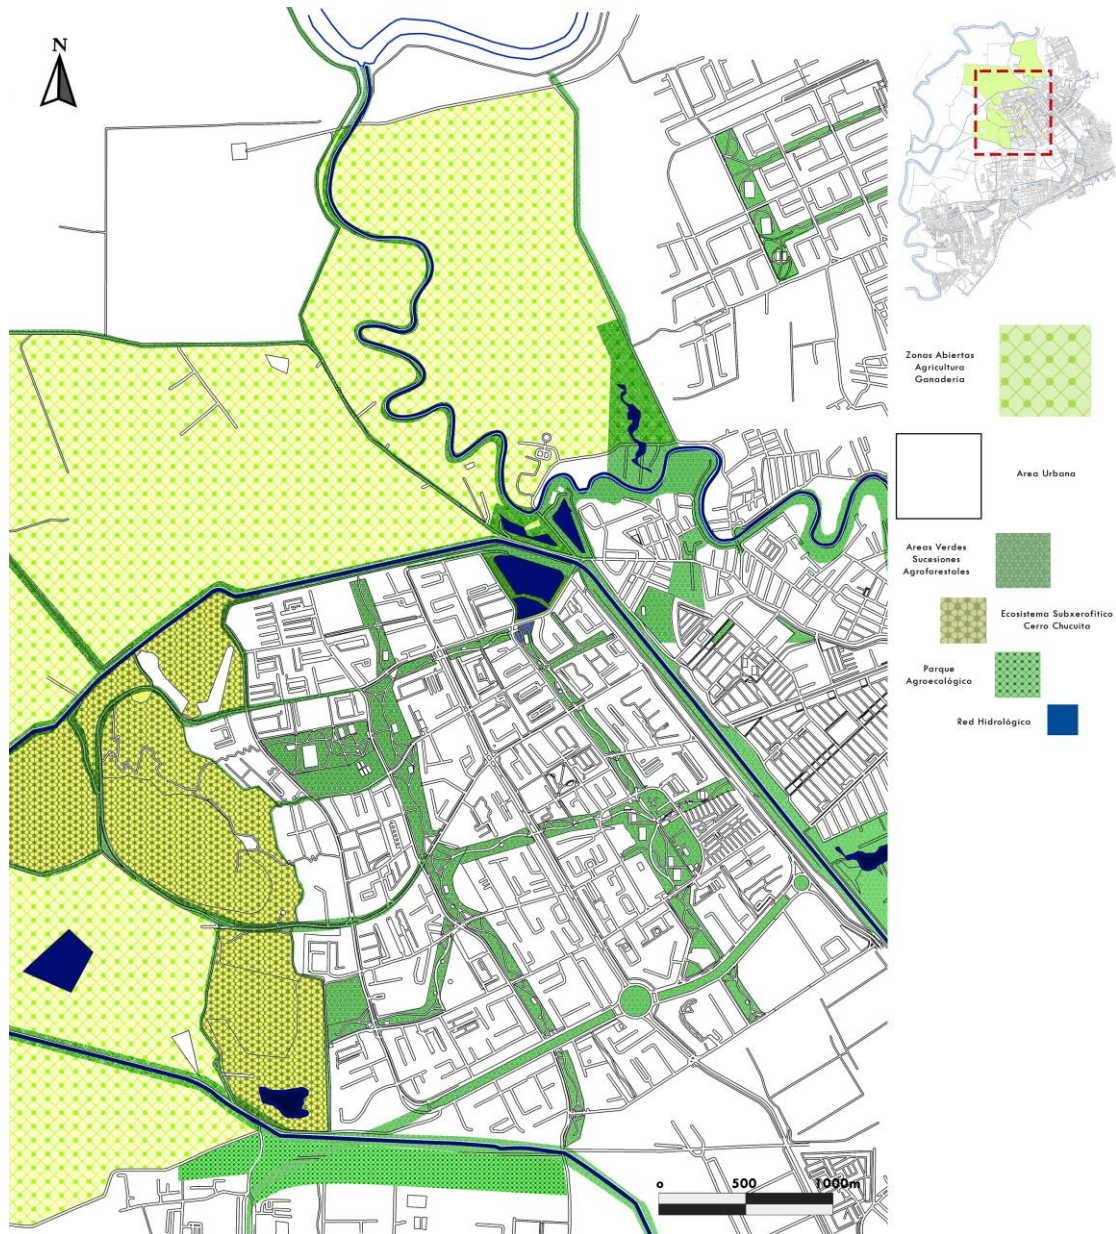 N
Zonas Abiertas
Agricultura
Ganadería
Area Urbana
Areas Verdes
Sucesiones
Agroforestales
Ecosistema Subxerofítico
Cerro Chucuita
Parque
Agroecológico
Red Hidrológica
0 500 1000m